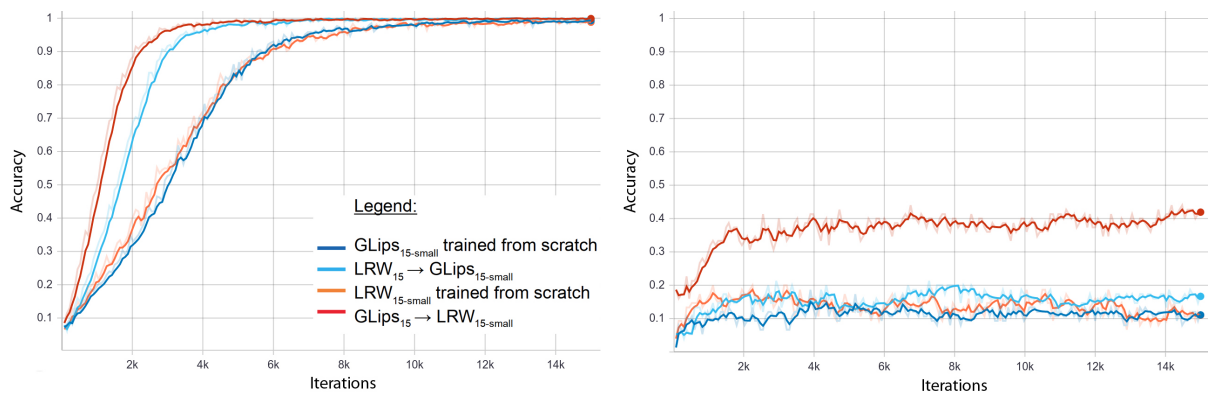 1
0.9
0.8
0.7
0.6
0.5
0.4
0.3
0.2
0.1
Accuracy
2k 4k 6k 8k 10k 12k 14k
Iterations
Legend:
GLips15-small trained from scratch
LRW15 → GLips15-small
LRW15-small trained from scratch
GLips15 → LRW15-small
1
0.9
0.8
0.7
0.6
0.5
0.4
0.3
0.2
0.1
Accuracy
2k 4k 6k 8k 10k 12k 14k
Iterations